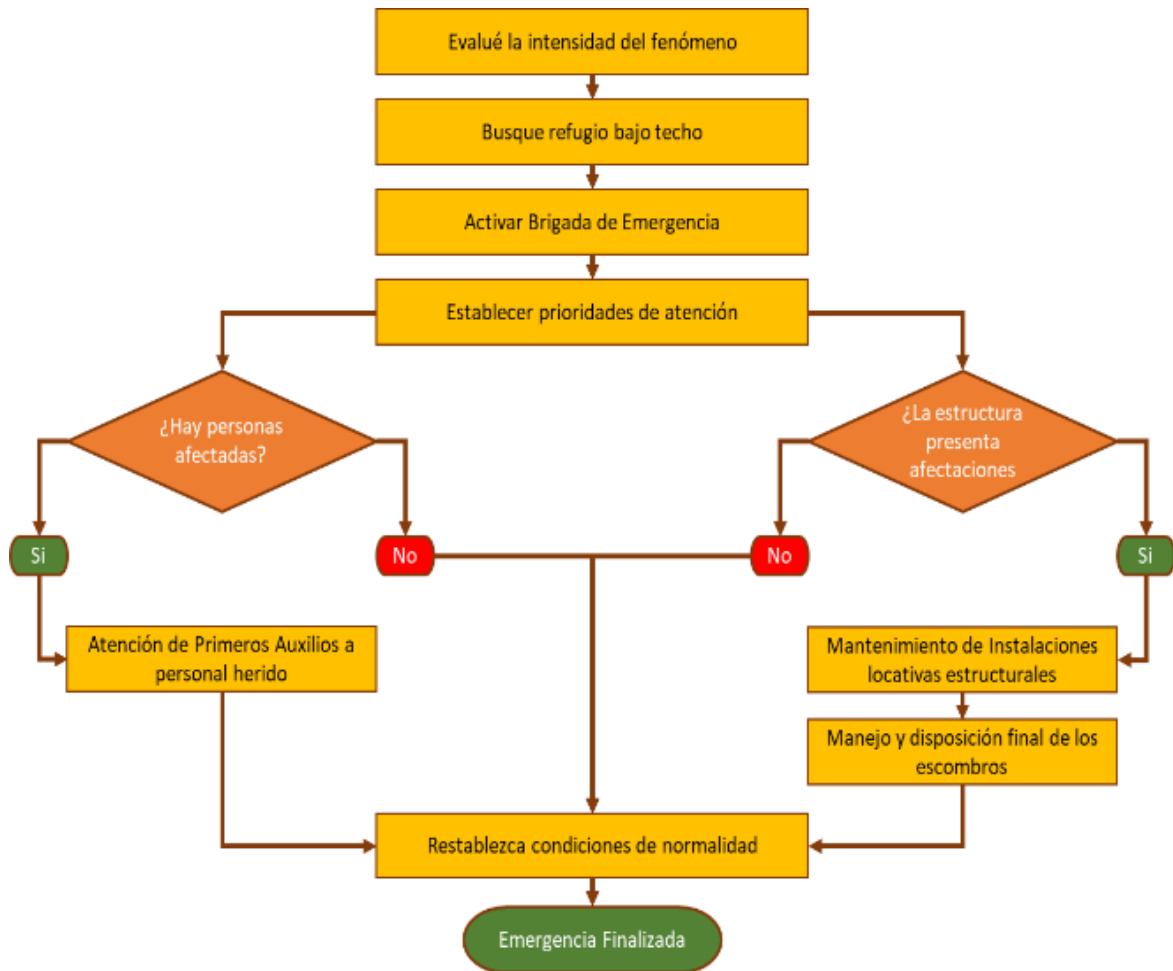 Evalué la intensidad del fenómeno
Busque refugio bajo techo
Activar Brigada de Emergencia
Establecer prioridades de atención
¿Hay personas
afectadas?
¿La estructura
presenta
afectaciones
Si
No
No
Si
Atención de Primeros Auxilios a
personal herido
Mantenimiento de Instalaciones
locativas estructurales
Manejo y disposición final de los
escombros
Restablezca condiciones de normalidad
Emergencia Finalizada